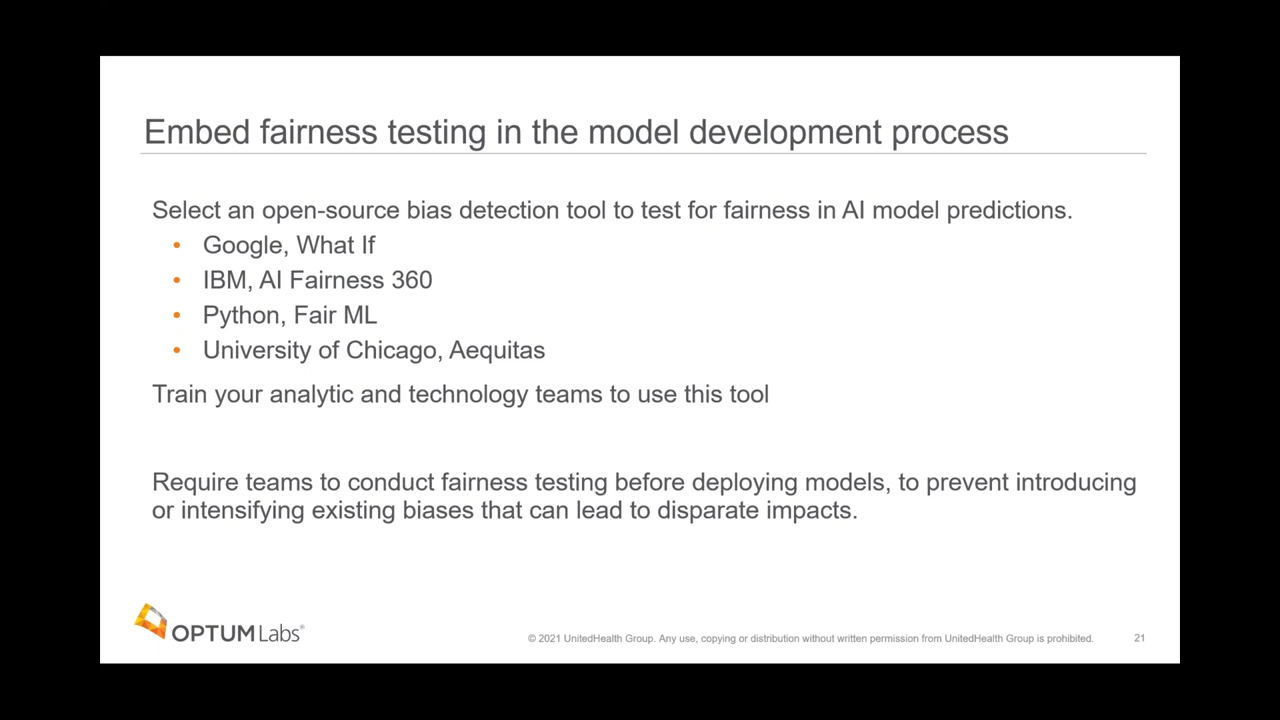 Embed fairness testing in the model development process
Select an open-source bias detection tool to test for fairness in AI model predictions.
• Google, What If
• IBM, AI Fairness 360
• Python, Fair ML
• University of Chicago, Aequitas
Train your analytic and technology teams to use this tool
Require teams to conduct fairness testing before deploying models, to prevent introducing
or intensifying existing biases that can lead to disparate impacts.
OPTUM Labs®
© 2021 UnitedHealth Group. Any use, copying or distribution without written permission from UnitedHealth Group is prohibited.
21